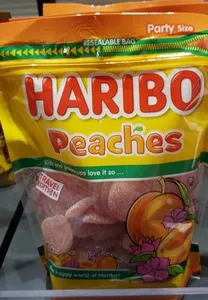 Party Size
RESEALABLE BAG
HARIBO
Peaches
Kids and grown-ups love it so ...
TRAVEL
EDITION
happy world of Haribo!